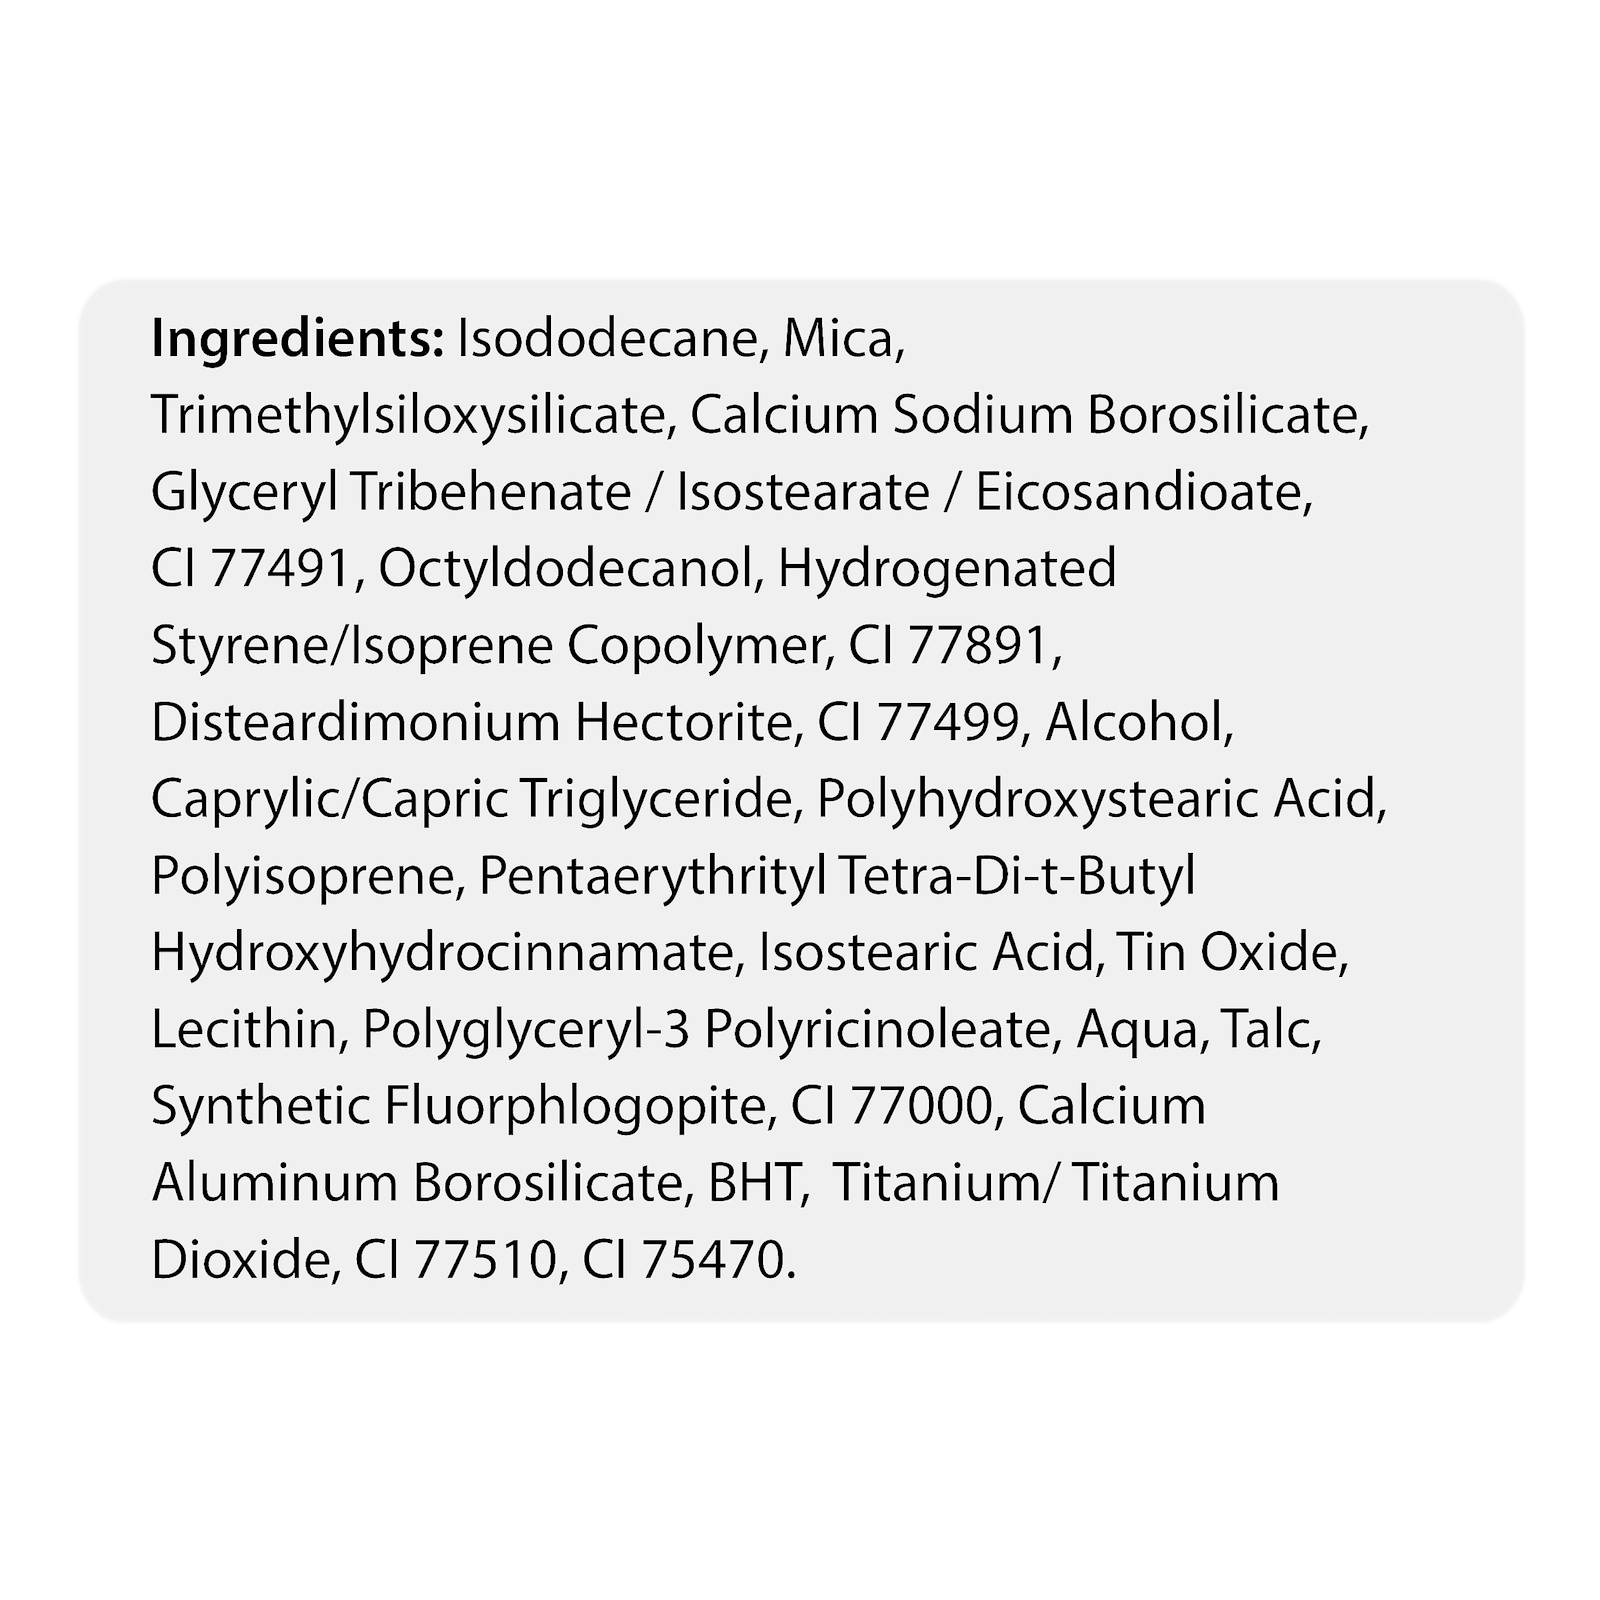 Ingredients: Isododecane, Mica,
Trimethylsiloxysilicate, Calcium Sodium Borosilicate,
Glyceryl Tribehenate / Isostearate / Eicosandioate,
CI 77491, Octyldodecanol, Hydrogenated
Styrene/Isoprene Copolymer, CI 77891,
Disteardimonium Hectorite, CI 77499, Alcohol,
Caprylic/Capric Triglyceride, Polyhydroxystearic Acid,
Polyisoprene, Pentaerythrityl Tetra-Di-t-Butyl
Hydroxyhydrocinnamate, Isostearic Acid, Tin Oxide,
Lecithin, Polyglyceryl-3 Polyricinoleate, Aqua, Talc,
Synthetic Fluorphlogopite, CI 77000, Calcium
Aluminum Borosilicate, BHT, Titanium/ Titanium
Dioxide, CI 77510, CI 75470.